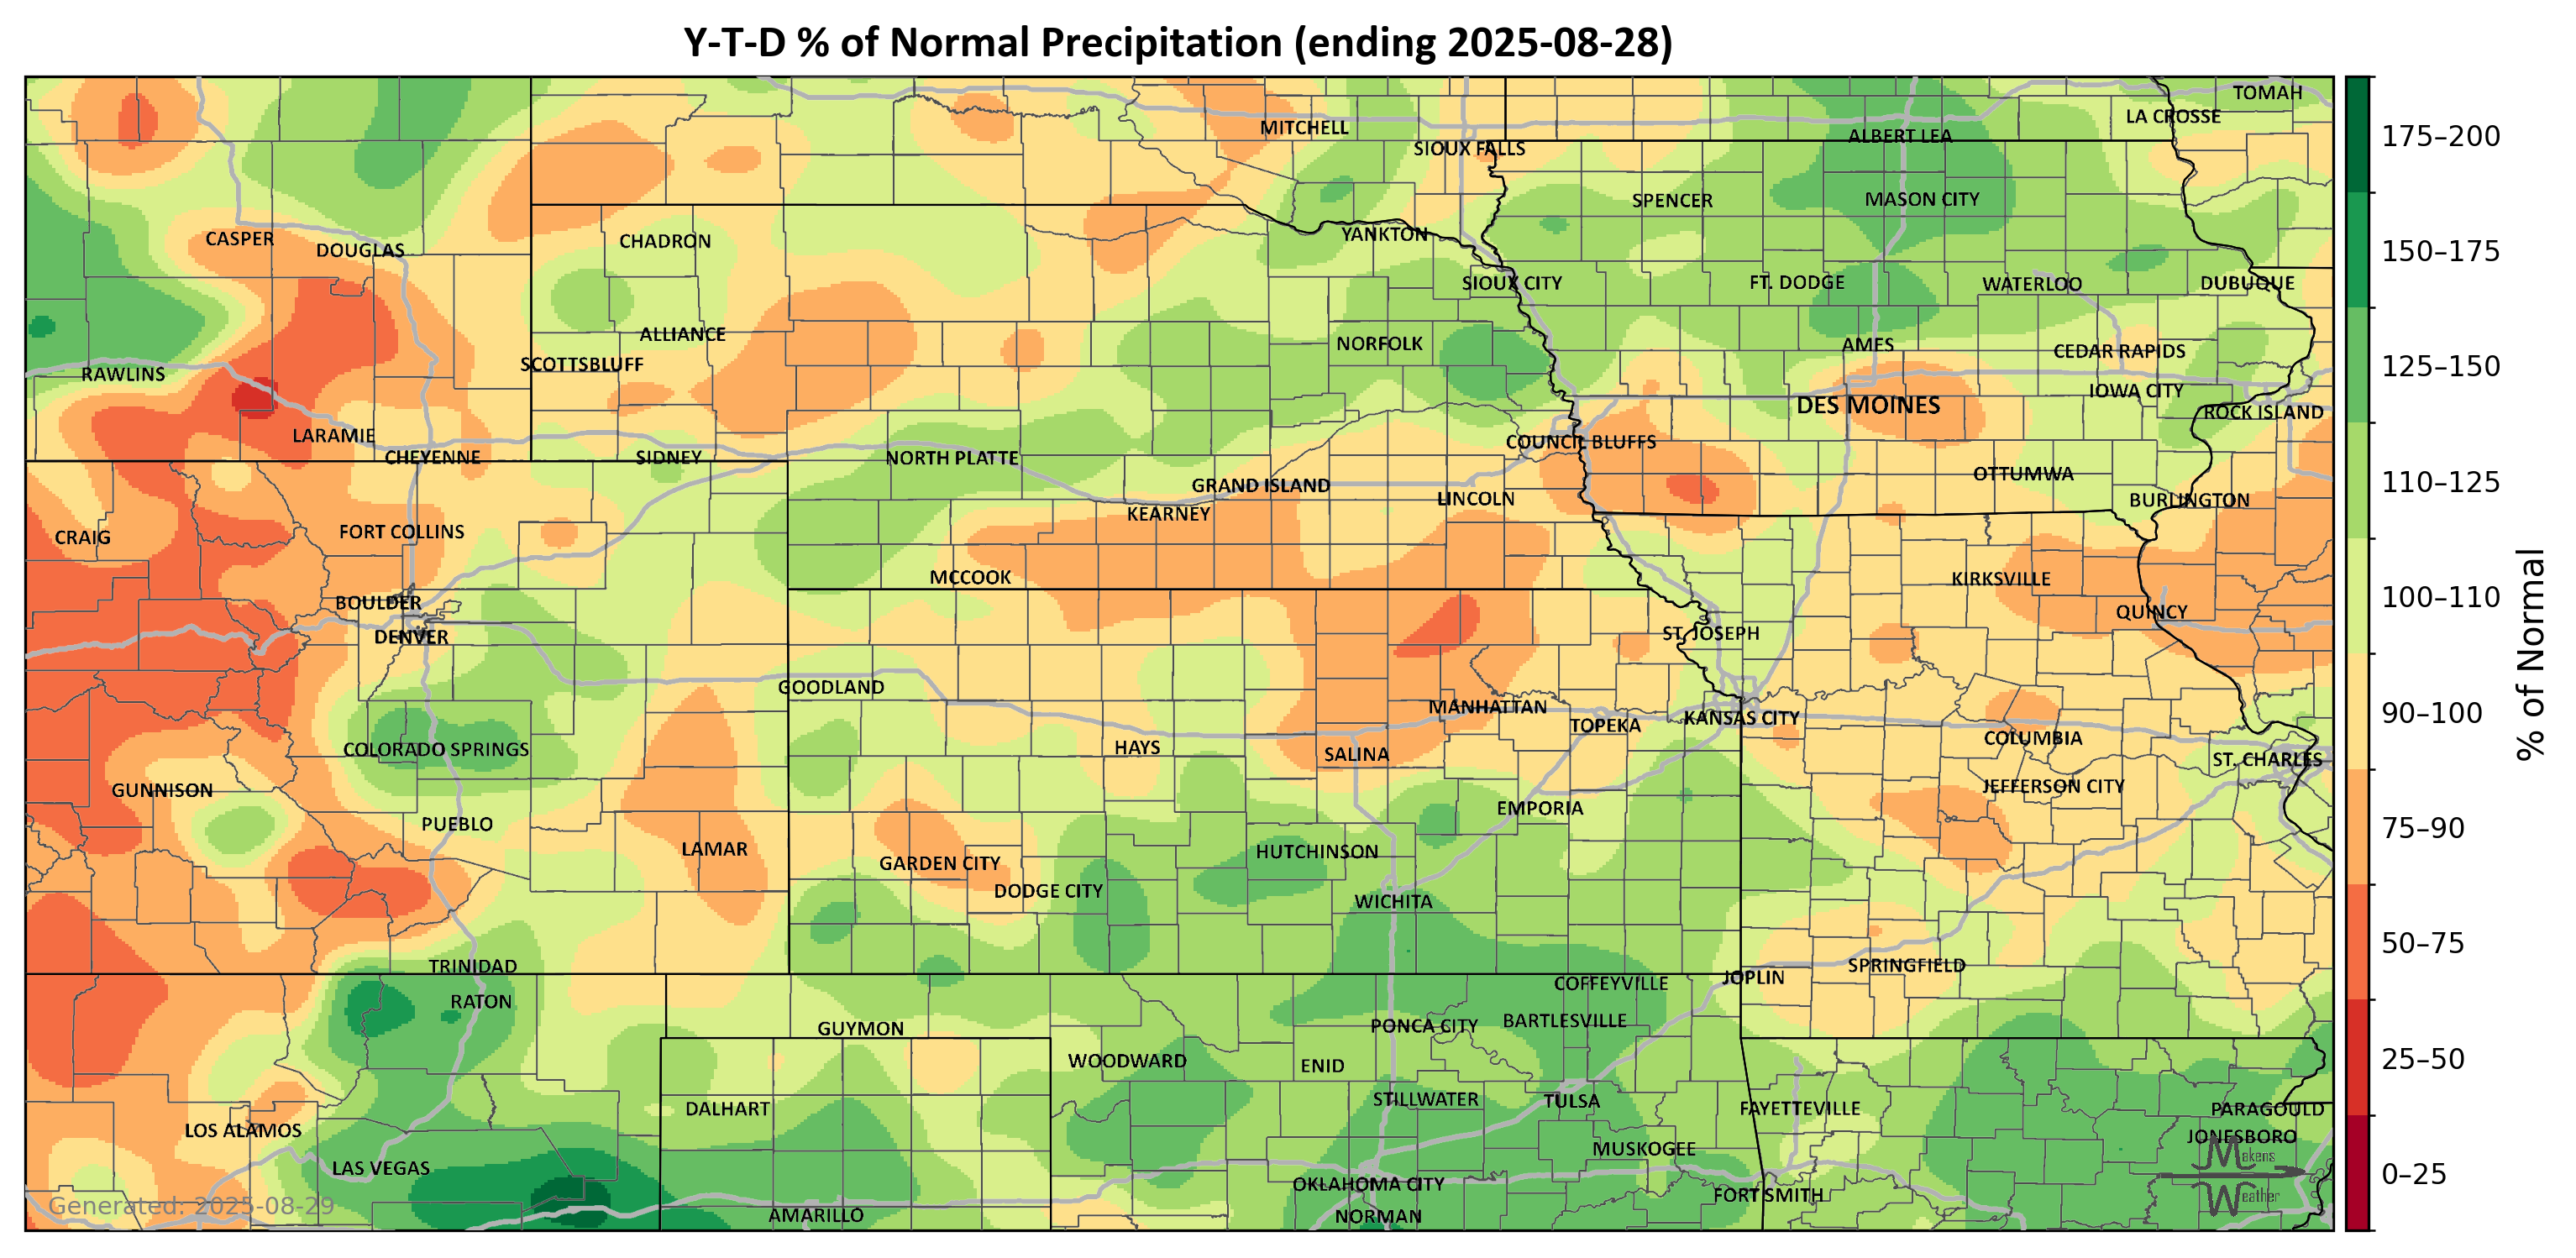 Y-T-D % of Normal Precipitation (ending 2025-08-28)
TOMAH
LA CROSSE
MITCHELL
ALBERT LEA
SIOUX FALLS
SPENCER
MASON CITY
CASPER
DOUGLAS
CHADRON
YANKTON
SIOUX CITY
FT. DODGE
WATERLOO
DUBUQUE
ALLIANCE
NORFOLK
AMES
CEDAR RAPIDS
SCOTTSBLUFF
RAWLINS
IOWA CITY
DES MOINES
ROCK ISLAND
LARAMIE
COUNCIL BLUFFS
CHEYENNE
SIDNEY
NORTH PLATTE
OTTUMWA
GRAND ISLAND
LINCOLN
BURLINGTON
KEARNEY
FORT COLLINS
CRAIG
MCCOOK
KIRKSVILLE
BOULDER
QUINCY
DENVER
ST. JOSEPH
GOODLAND
MANHATTAN
KANSAS CITY
TOPEKA
COLUMBIA
COLORADO SPRINGS
HAYS
SALINA
ST. CHARLES
GUNNISON
JEFFERSON CITY
EMPORIA
PUEBLO
LAMAR
HUTCHINSON
GARDEN CITY
DODGE CITY
WICHITA
TRINIDAD
SPRINGFIELD
JOPLIN
COFFEYVILLE
RATON
GUYMON
PONCA CITY
BARTLESVILLE
WOODWARD
ENID
DALHART
STILLWATER
TULSA
FAYETTEVILLE
PARAGOULD
LOS ALAMOS
JONESBORO
MUSKOGEE
LAS VEGAS
OKLAHOMA CITY
FORT SMITH
AMARILLO
NORMAN
Makens
Weather
Generated: 2025-08-29
175–200
150–175
125–150
110–125
100–110
90–100
75–90
50–75
25–50
0–25
% of Normal